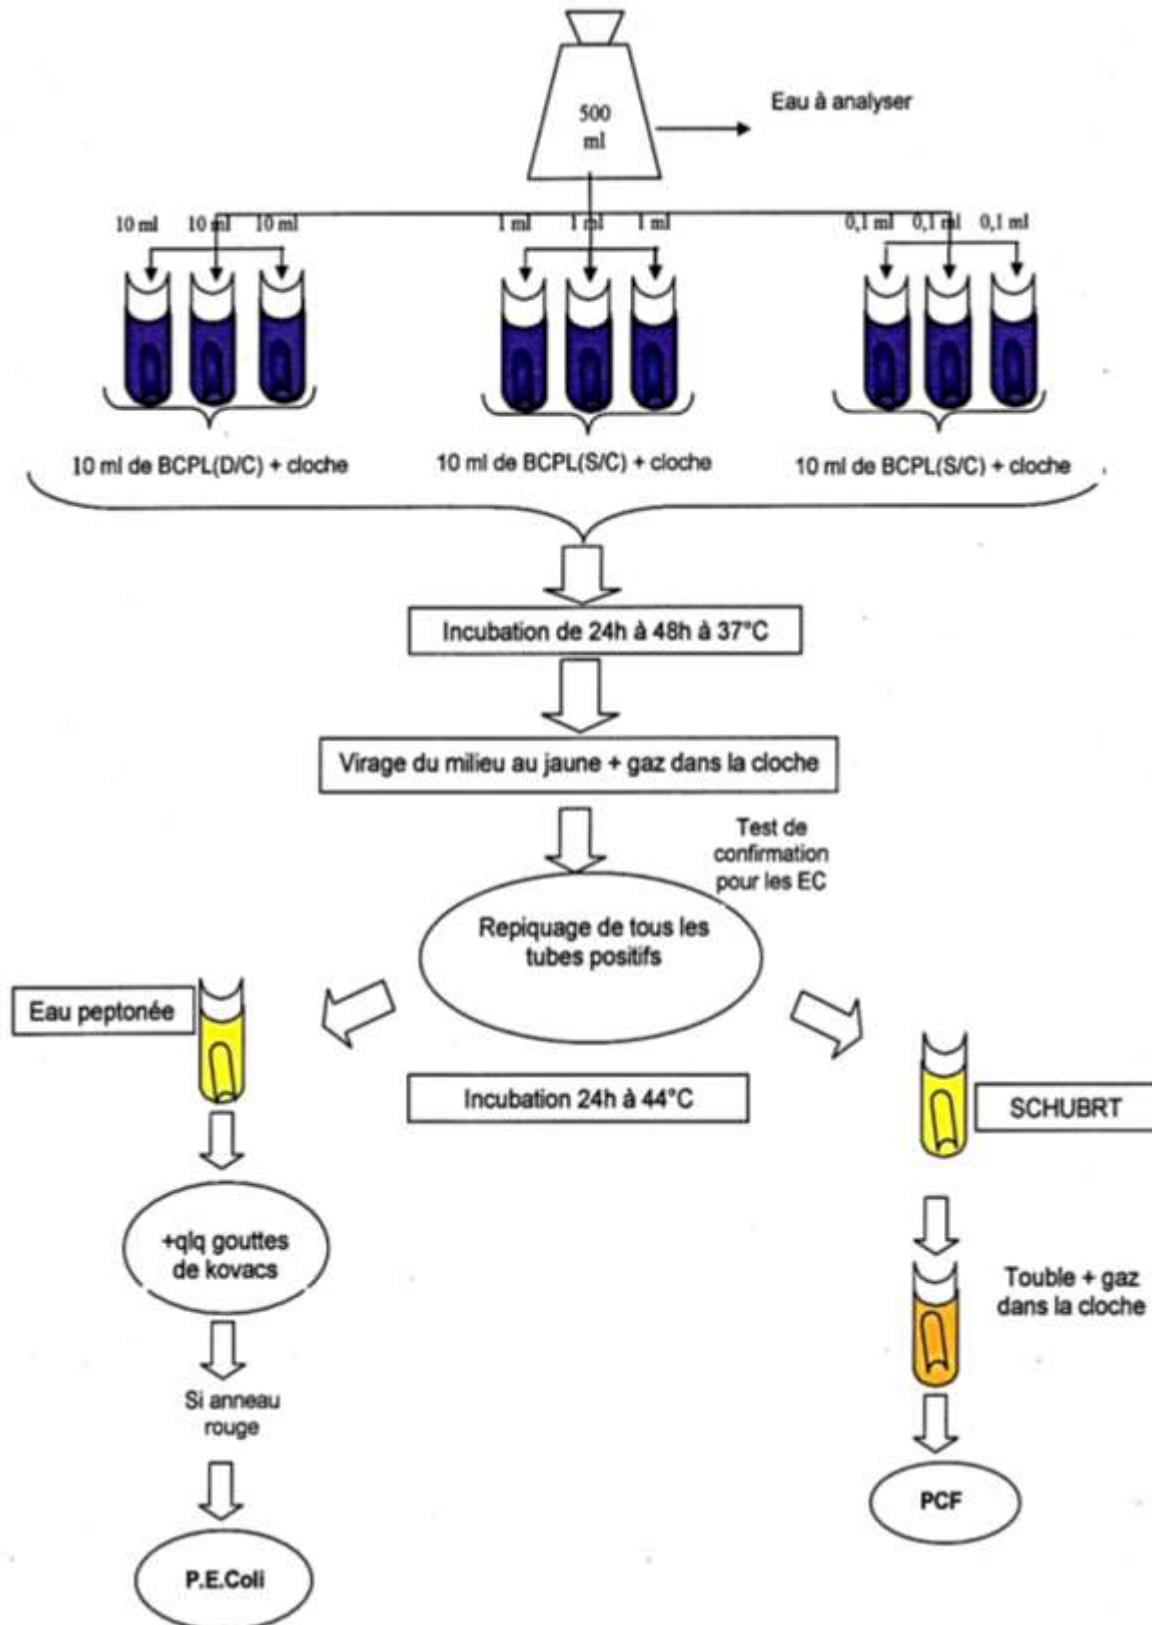 500
ml
Eau à analyser
10 ml 10 ml 10 ml
1 ml 1 ml 1 ml
0,1 ml 0,1 ml 0,1 ml
10 ml de BCPL(D/C) + cloche
10 ml de BCPL(S/C) + cloche
10 ml de BCPL(S/C) + cloche
Incubation de 24h à 48h à 37°C
Virage du milieu au jaune + gaz dans la cloche
Test de
confirmation
pour les EC
Repiquage de tous les
tubes positifs
Eau peptonée
Incubation 24h à 44°C
SCHUBRT
+qlq gouttes
de kovacs
Touble + gaz
dans la cloche
Si anneau
rouge
PCF
P.E.Coli